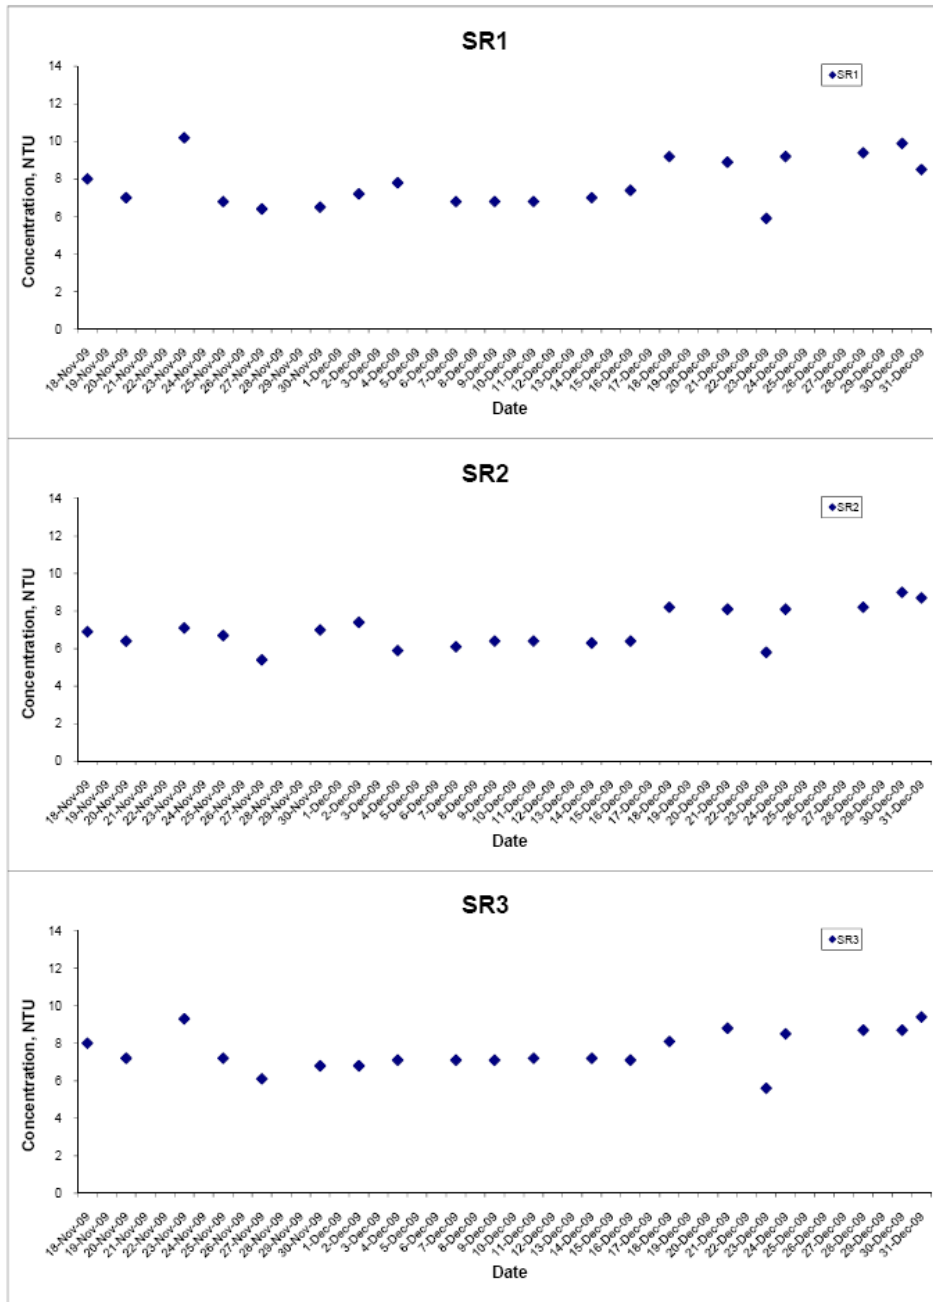 SR1
SR1
Concentration, NTU
14
12
10
8
6
4
2
0
18-Nov-09
19-Nov-09
20-Nov-09
21-Nov-09
22-Nov-09
23-Nov-09
24-Nov-09
25-Nov-09
26-Nov-09
27-Nov-09
28-Nov-09
29-Nov-09
30-Nov-09
1-Dec-09
2-Dec-09
3-Dec-09
4-Dec-09
5-Dec-09
6-Dec-09
7-Dec-09
8-Dec-09
9-Dec-09
10-Dec-09
11-Dec-09
12-Dec-09
13-Dec-09
14-Dec-09
15-Dec-09
16-Dec-09
17-Dec-09
18-Dec-09
19-Dec-09
20-Dec-09
21-Dec-09
22-Dec-09
23-Dec-09
24-Dec-09
25-Dec-09
26-Dec-09
27-Dec-09
28-Dec-09
29-Dec-09
30-Dec-09
31-Dec-09
Date
SR2
SR2
Concentration, NTU
14
12
10
8
6
4
2
0
18-Nov-09
19-Nov-09
20-Nov-09
21-Nov-09
22-Nov-09
23-Nov-09
24-Nov-09
25-Nov-09
26-Nov-09
27-Nov-09
28-Nov-09
29-Nov-09
30-Nov-09
1-Dec-09
2-Dec-09
3-Dec-09
4-Dec-09
5-Dec-09
6-Dec-09
7-Dec-09
8-Dec-09
9-Dec-09
10-Dec-09
11-Dec-09
12-Dec-09
13-Dec-09
14-Dec-09
15-Dec-09
16-Dec-09
17-Dec-09
18-Dec-09
19-Dec-09
20-Dec-09
21-Dec-09
22-Dec-09
23-Dec-09
24-Dec-09
25-Dec-09
26-Dec-09
27-Dec-09
28-Dec-09
29-Dec-09
30-Dec-09
31-Dec-09
Date
SR3
SR3
Concentration, NTU
14
12
10
8
6
4
2
0
18-Nov-09
19-Nov-09
20-Nov-09
21-Nov-09
22-Nov-09
23-Nov-09
24-Nov-09
25-Nov-09
26-Nov-09
27-Nov-09
28-Nov-09
29-Nov-09
30-Nov-09
1-Dec-09
2-Dec-09
3-Dec-09
4-Dec-09
5-Dec-09
6-Dec-09
7-Dec-09
8-Dec-09
9-Dec-09
10-Dec-09
11-Dec-09
12-Dec-09
13-Dec-09
14-Dec-09
15-Dec-09
16-Dec-09
17-Dec-09
18-Dec-09
19-Dec-09
20-Dec-09
21-Dec-09
22-Dec-09
23-Dec-09
24-Dec-09
25-Dec-09
26-Dec-09
27-Dec-09
28-Dec-09
29-Dec-09
30-Dec-09
31-Dec-09
Date